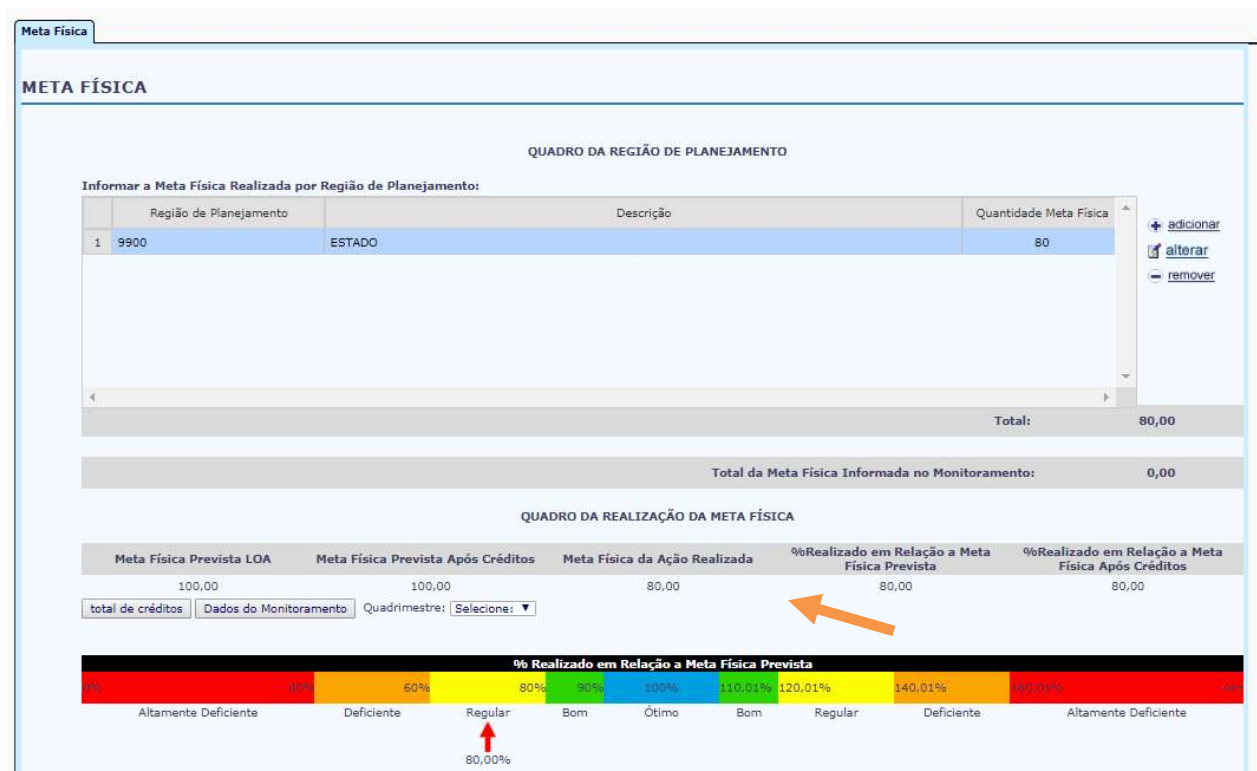 Meta Física
META FÍSICA
QUADRO DA REGIÃO DE PLANEJAMENTO
Informar a Meta Física Realizada por Região de Planejamento:
Região de Planejamento Descrição Quantidade Meta Física
1 9900 ESTADO 80
adicionar
alterar
remover
Total: 80,00
Total da Meta Física Informada no Monitoramento: 0,00
QUADRO DA REALIZAÇÃO DA META FÍSICA
Meta Física Prevista LOA Meta Física Prevista Após Créditos Meta Física da Ação Realizada %Realizado em Relação a Meta Física Prevista %Realizado em Relação a Meta Física Após Créditos
100,00 100,00 80,00 80,00 80,00
total de créditos Dados do Monitoramento Quadrimestre: Selecione:
% Realizado em Relação a Meta Física Prevista
0% 40% 60% 80% 90% 100% 110,01% 120,01% 140,01% 160,01%
Altamente Deficiente Deficiente Regular Bom Ótimo Bom Regular Deficiente Altamente Deficiente
80,00%